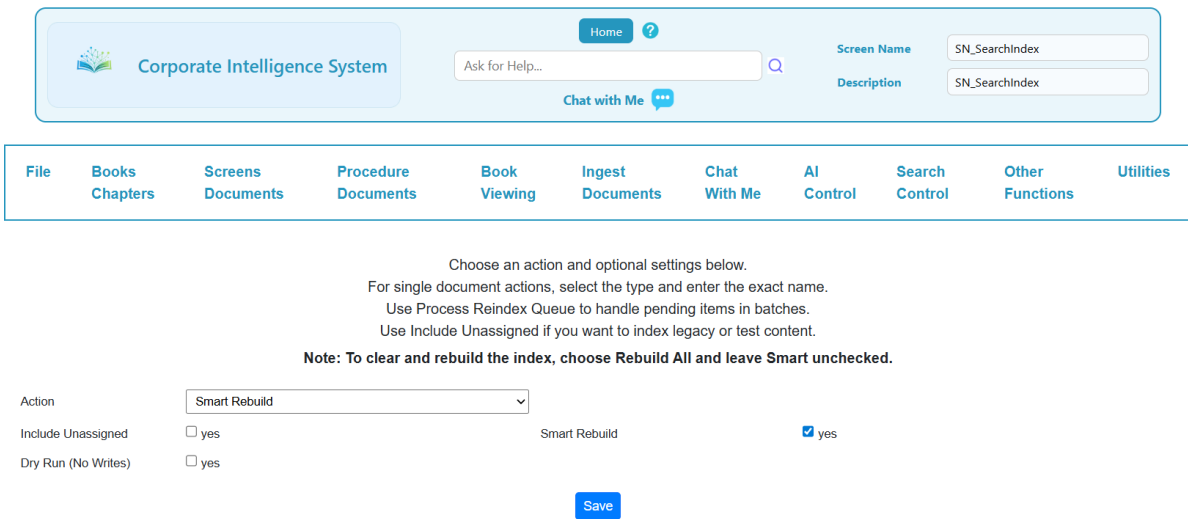 Home ?
Corporate Intelligence System
Ask for Help...
Chat with Me
Screen Name SN_SearchIndex
Description SN_SearchIndex
File
Books
Chapters
Screens
Documents
Procedure
Documents
Book
Viewing
Ingest
Documents
Chat
With Me
AI
Control
Search
Control
Other
Functions
Utilities
Choose an action and optional settings below.
For single document actions, select the type and enter the exact name.
Use Process Reindex Queue to handle pending items in batches.
Use Include Unassigned if you want to index legacy or test content.
Note: To clear and rebuild the index, choose Rebuild All and leave Smart unchecked.
Action Smart Rebuild
Include Unassigned yes Smart Rebuild yes
Dry Run (No Writes) yes
Save